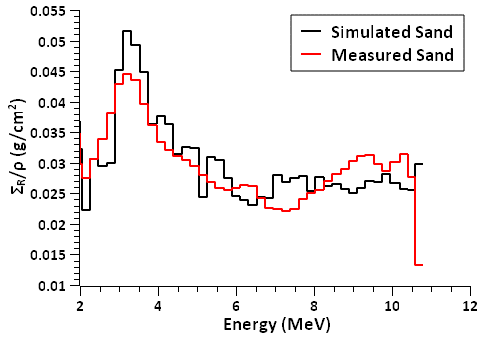 0.055
0.05
0.045
0.04
0.035
0.03
0.025
0.02
0.015
0.01
ΣR/ρ (g/cm²)
Simulated Sand
Measured Sand
2 4 6 8 10 12
Energy (MeV)